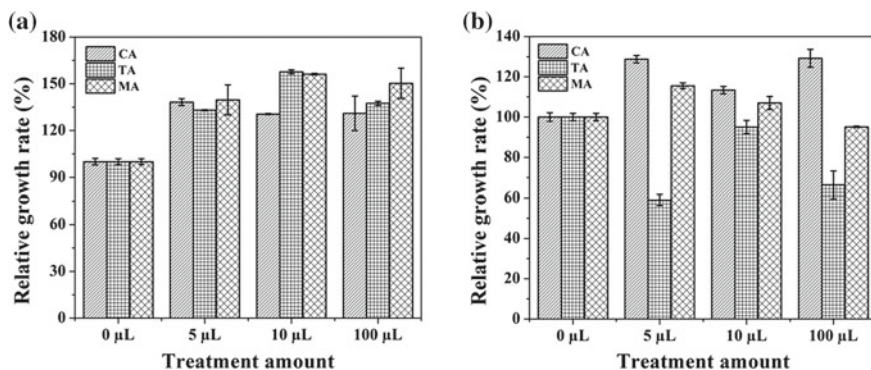 (a)
Relative growth rate (%)
180
150
120
90
60
30
0
CA
TA
MA
0 µL 5 µL 10 µL 100 µL
Treatment amount
(b)
Relative growth rate (%)
140
120
100
80
60
40
20
0
CA
TA
MA
0 µL 5 µL 10 µL 100 µL
Treatment amount